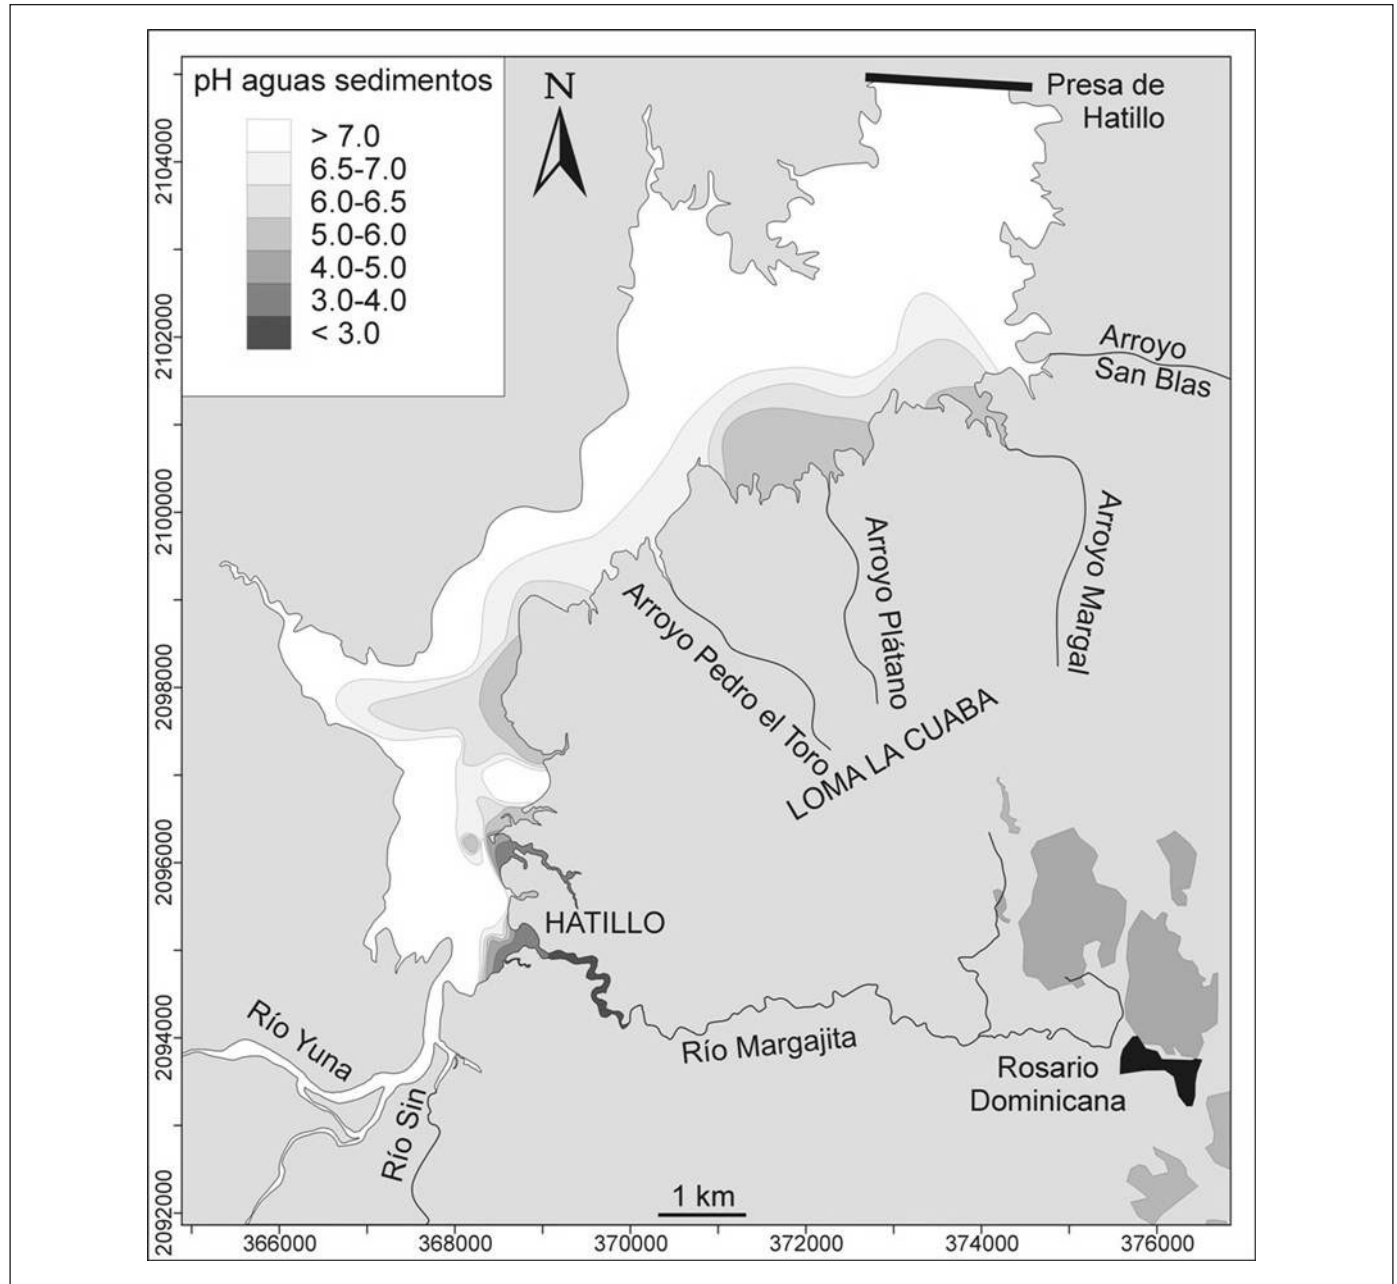 pH aguas sedimentos
> 7.0
6.5-7.0
6.0-6.5
5.0-6.0
4.0-5.0
3.0-4.0
< 3.0
N
Presa de
Hatillo
Arroyo
San Blas
Arroyo Margal
Arroyo Plátano
Arroyo Pedro el Toro
LOMA LA CUABA
HATILLO
Río Margajita
Rosario
Dominicana
Río Yuna
Río Sin
1 km
2104000
2102000
2100000
2098000
2096000
2094000
2092000
366000
368000
370000
372000
374000
376000